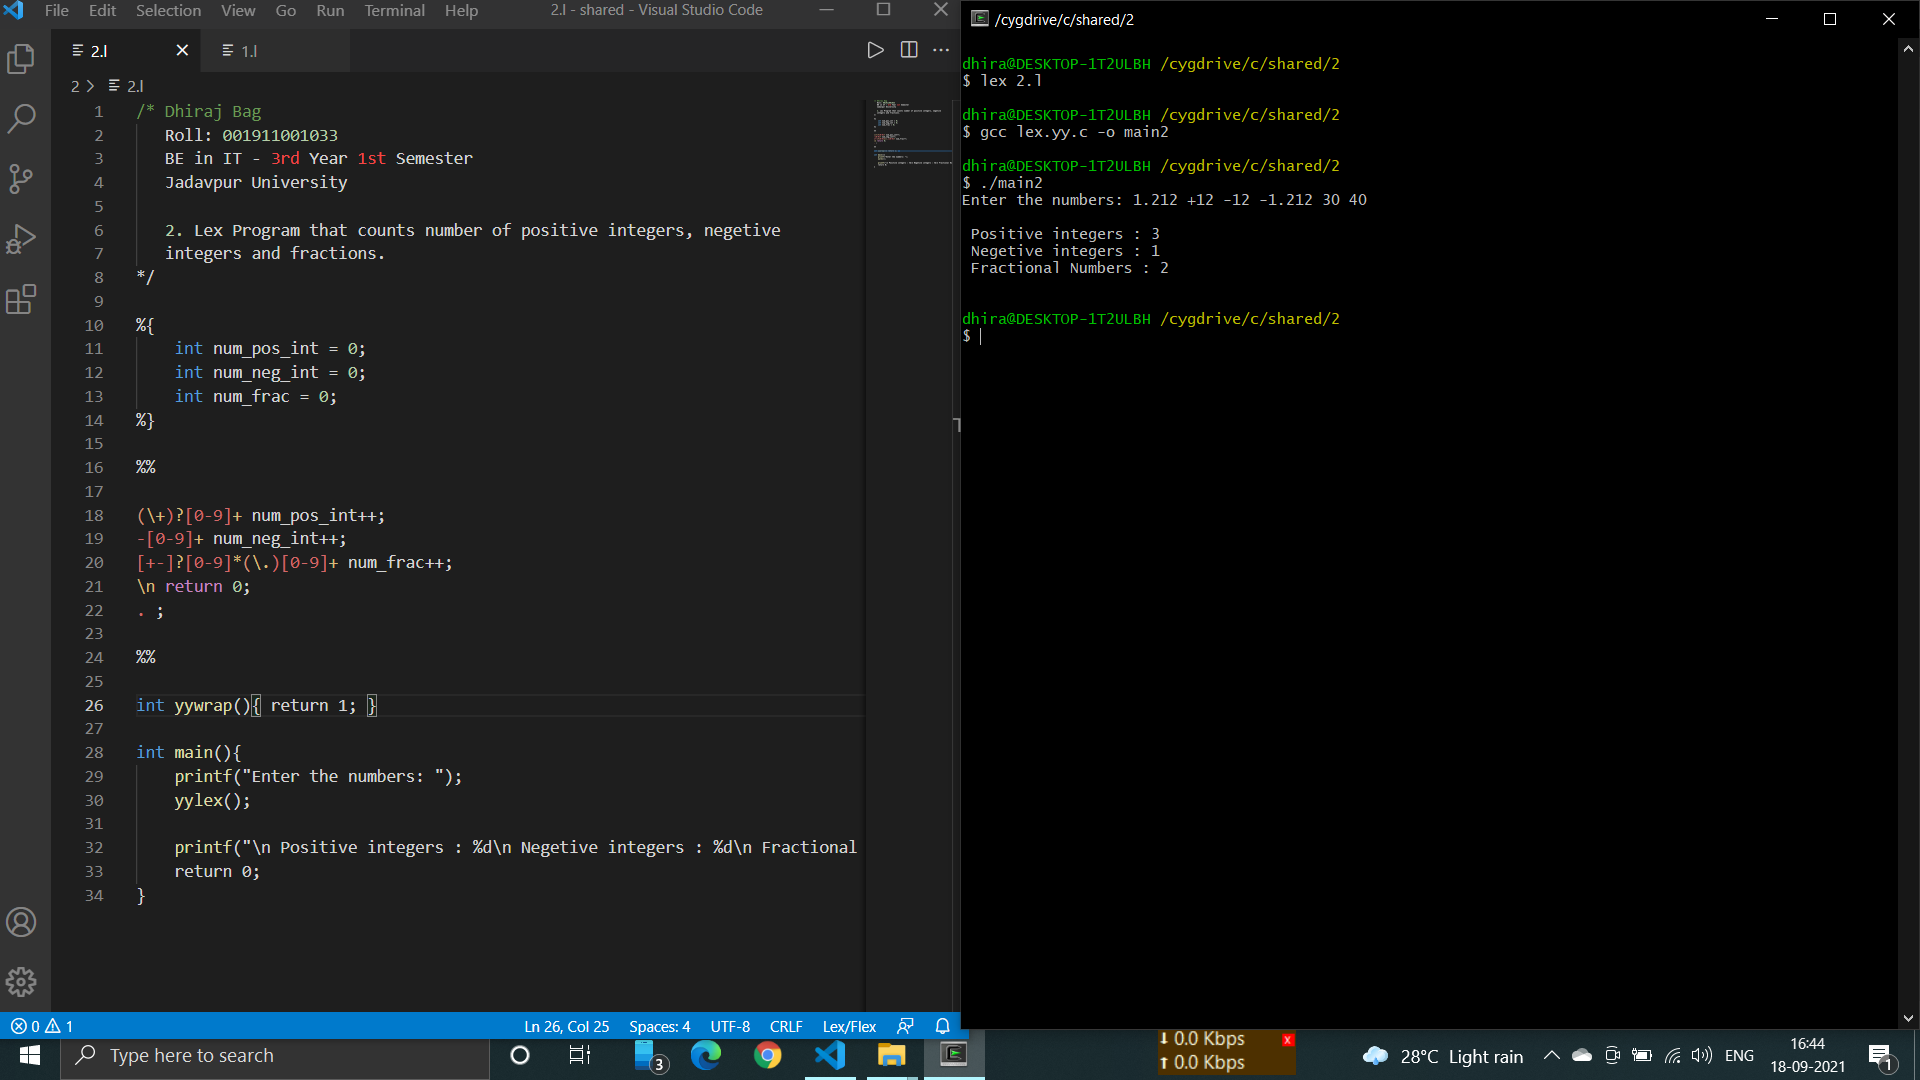 File Edit Selection View Go Run Terminal Help 2.l - shared - Visual Studio Code
2.l 1.l
2 > 2.l
1 /* Dhiraj Bag
2 Roll: 001911001033
3 BE in IT - 3rd Year 1st Semester
4 Jadavpur University
5
6 2. Lex Program that counts number of positive integers, negetive
7 integers and fractions.
8 */
9
10 %{
11 int num_pos_int = 0;
12 int num_neg_int = 0;
13 int num_frac = 0;
14 %}
15
16 %%
17
18 (\+)?[0-9]+ num_pos_int++;
19 -[0-9]+ num_neg_int++;
20 [+-]?[0-9]*(\.)[0-9]+ num_frac++;
21 \n return 0;
22 . ;
23
24 %%
25
26 int yywrap(){ return 1; }
27
28 int main(){
29 printf("Enter the numbers: ");
30 yylex();
31
32 printf("\n Positive integers : %d\n Negetive integers : %d\n Fractional
33 return 0;
34 }
0 1 Ln 26, Col 25 Spaces: 4 UTF-8 CRLF Lex/Flex
/cygdrive/c/shared/2
dhira@DESKTOP-1T2ULBH /cygdrive/c/shared/2
$ lex 2.l
dhira@DESKTOP-1T2ULBH /cygdrive/c/shared/2
$ gcc lex.yy.c -o main2
dhira@DESKTOP-1T2ULBH /cygdrive/c/shared/2
$ ./main2
Enter the numbers: 1.212 +12 -12 -1.212 30 40
Positive integers : 3
Negetive integers : 1
Fractional Numbers : 2
dhira@DESKTOP-1T2ULBH /cygdrive/c/shared/2
$
Type here to search
3
0.0 Kbps x
0.0 Kbps
28°C Light rain
ENG
16:44
18-09-2021
1